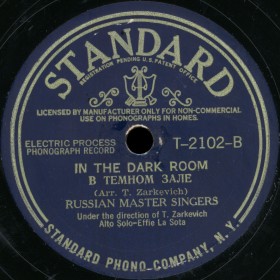 STANDARD
REGISTRATION PENDING U.S. PATENT OFF.
LICENSED BY MANUFACTURER ONLY FOR NON-COMMERCIAL
USE ON PHONOGRAPHS IN HOMES.
ELECTRIC PROCESS
PHONOGRAPH RECORD
T-2102-B
IN THE DARK ROOM
В ТЕМНОМ ЗАЛІЕ
(Arr. T. Zarkevich)
RUSSIAN MASTER SINGERS
Under the direction of T. Zarkevich
Alto Solo-Effie La Sota
STANDARD PHONO-COMPANY, N.Y.